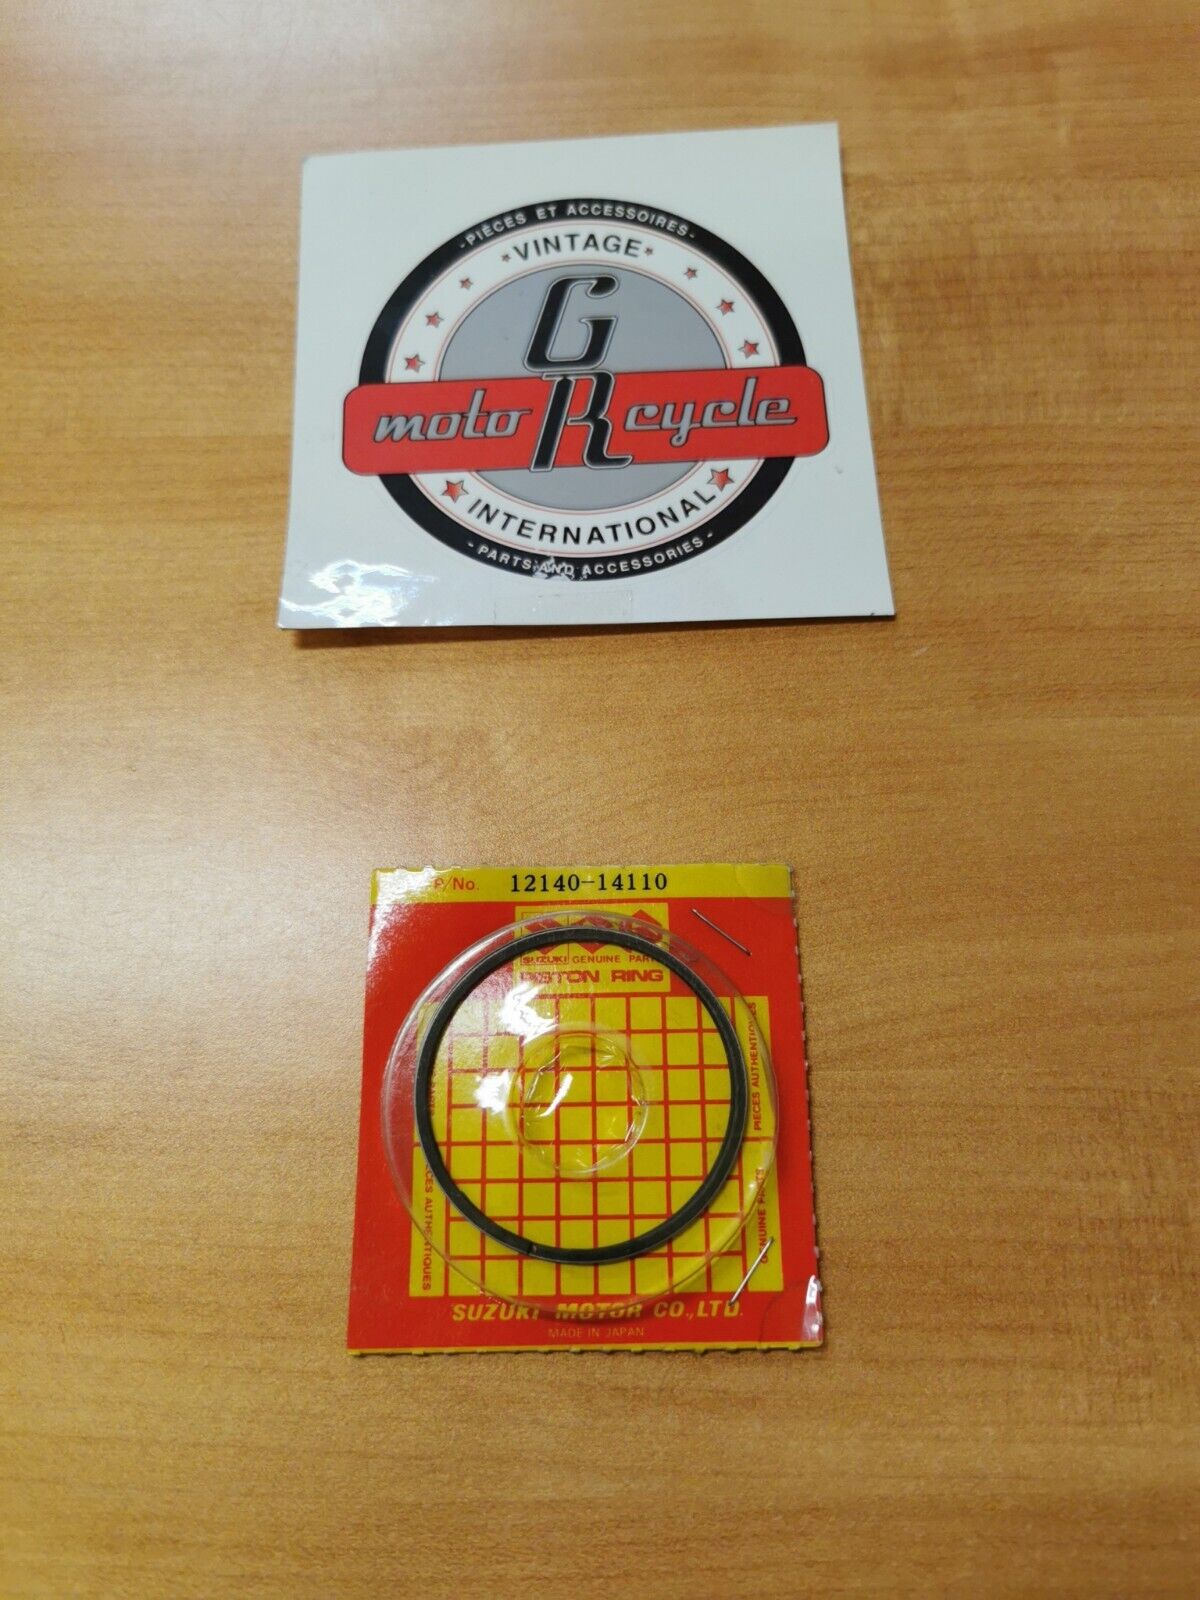 -PIÈCES ET ACCESSOIRES-
VINTAGE
GR
moto cycle
INTERNATIONAL
-PARTS AND ACCESSORIES-
P/No. 12140-14110
SUZUKI GENUINE PARTS
PISTON RING
PIECES AUTHENTIQUES
GENUINE PARTS
PIECES AUTHENTIQUES
SUZUKI MOTOR CO., LTD.
MADE IN JAPAN